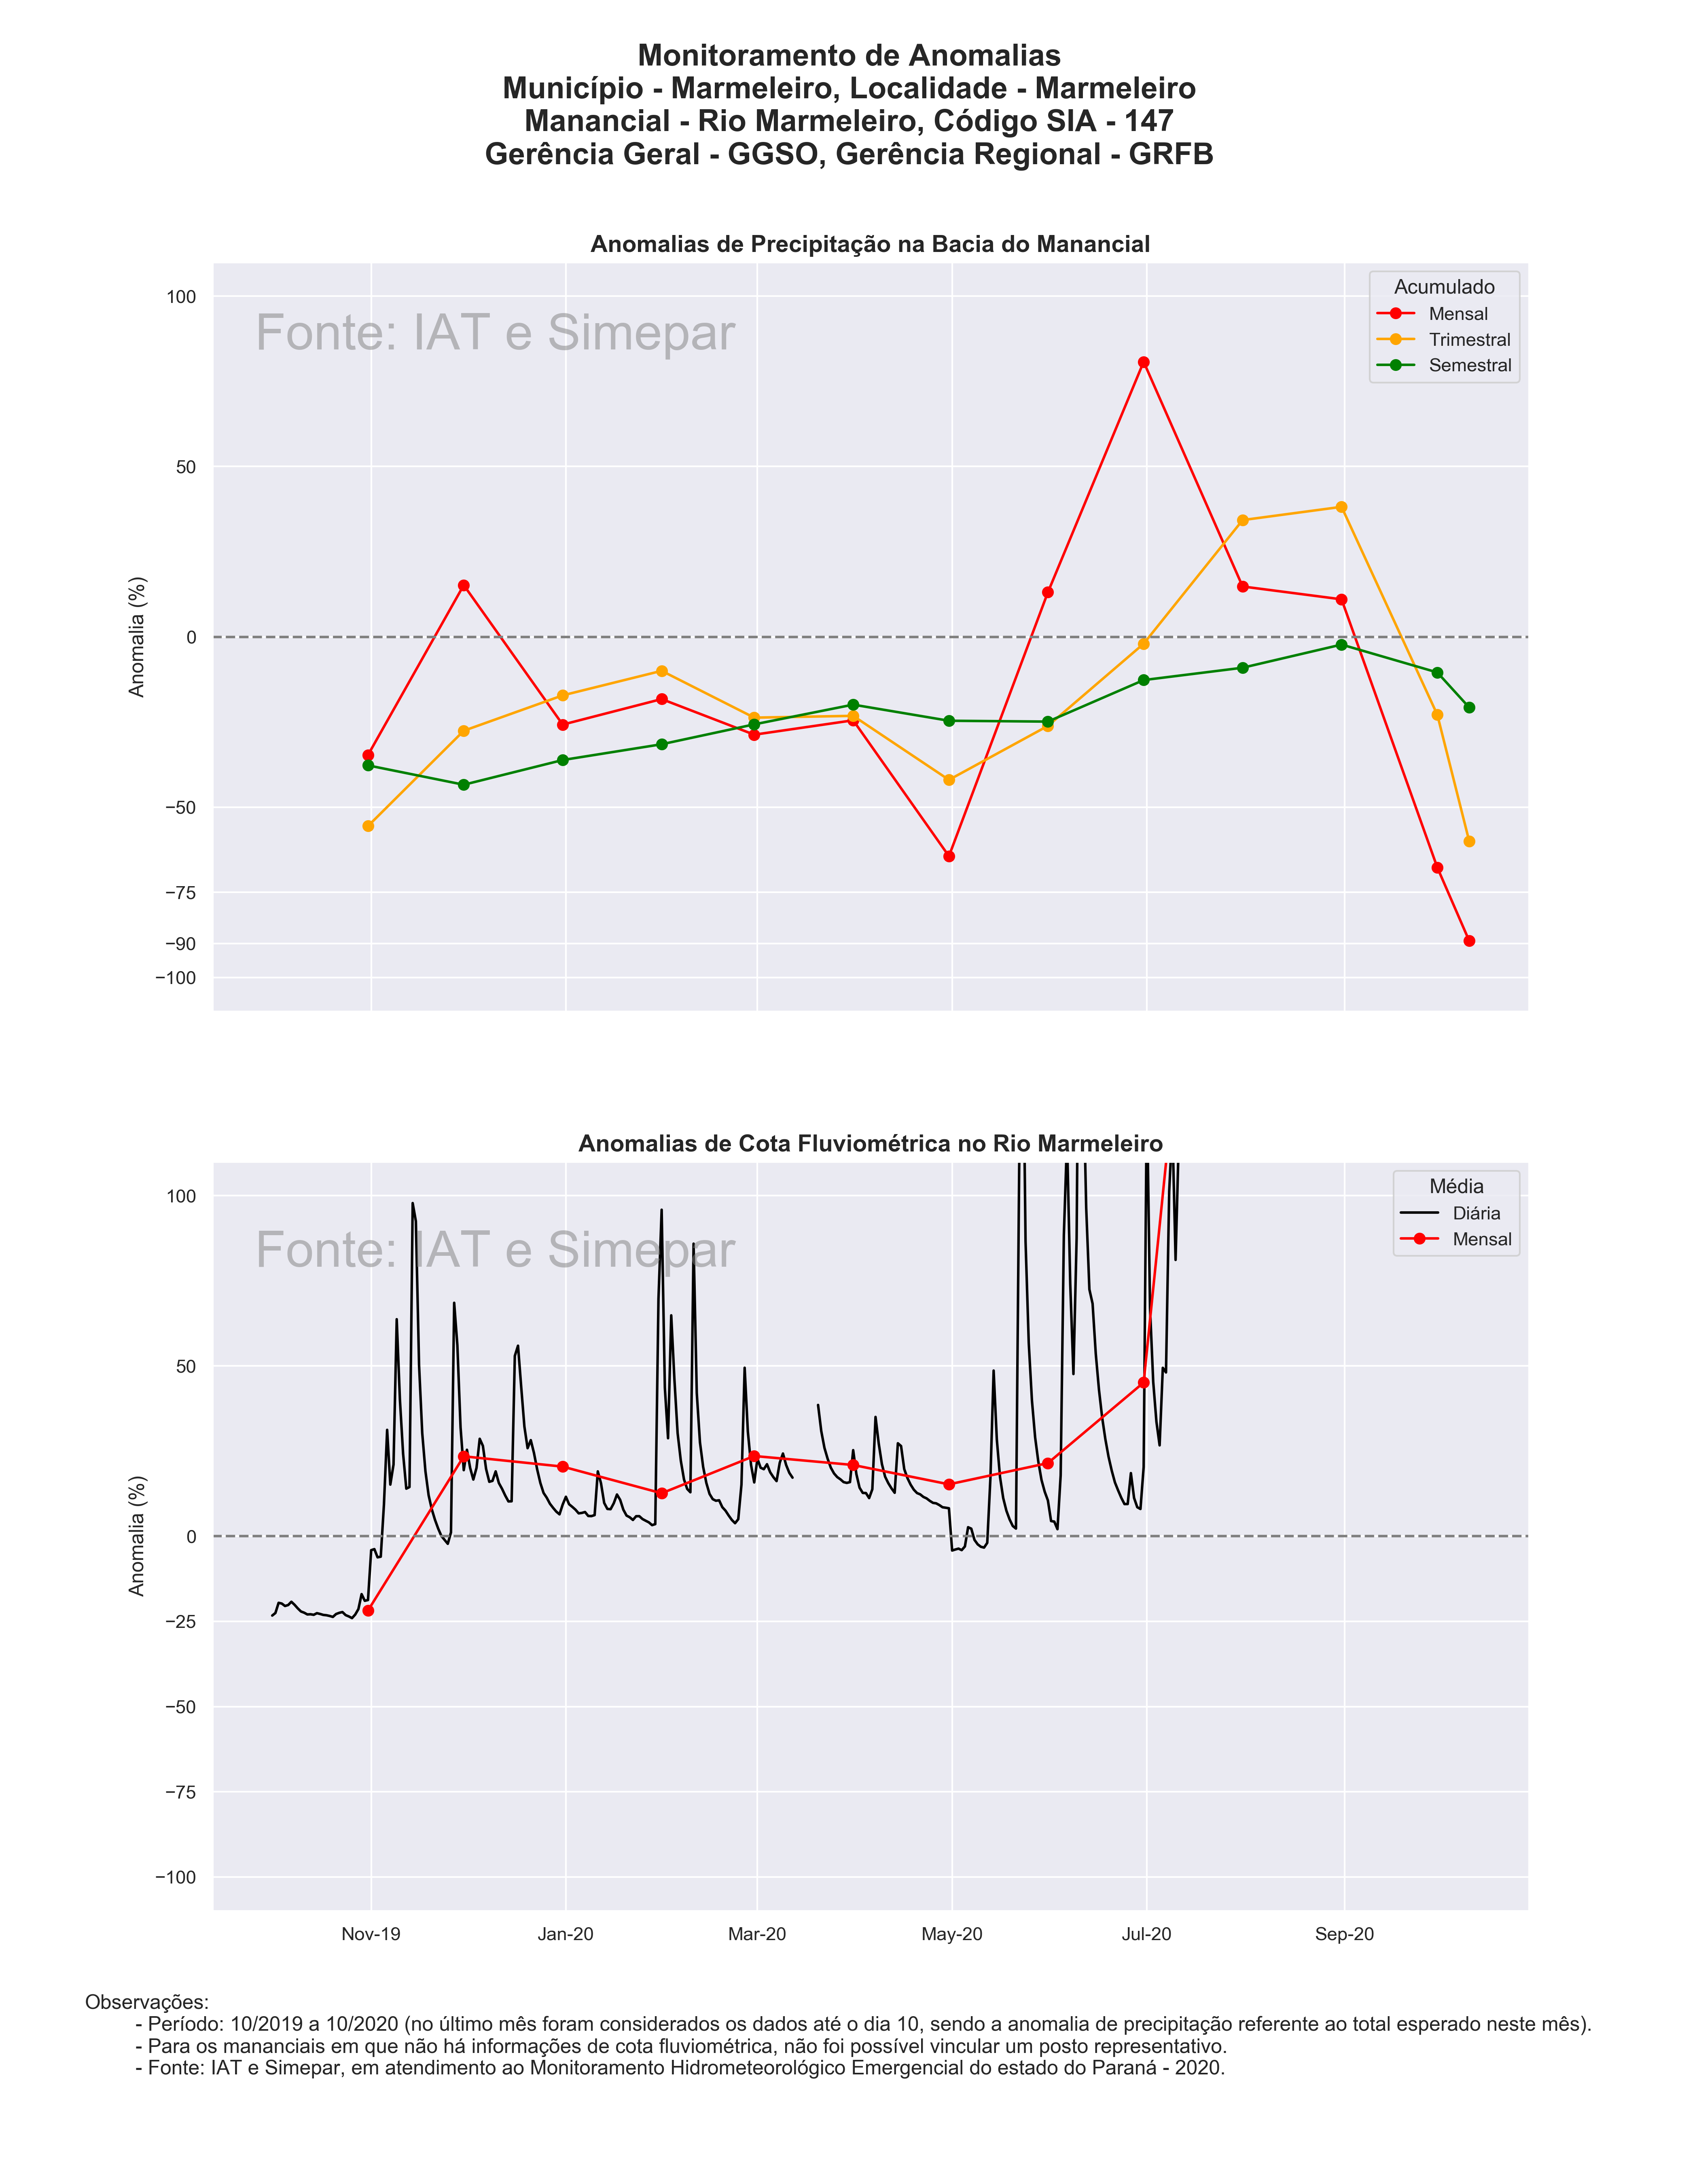 Monitoramento de Anomalias
Município - Marmeleiro, Localidade - Marmeleiro
Manancial - Rio Marmeleiro, Código SIA - 147
Gerência Geral - GGSO, Gerência Regional - GRFB
Anomalias de Precipitação na Bacia do Manancial
Fonte: IAT e Simepar
Acumulado
Mensal
Trimestral
Semestral
Anomalia (%)
100
50
0
−50
−75
−90
−100
Anomalias de Cota Fluviométrica no Rio Marmeleiro
Fonte: IAT e Simepar
Média
Diária
Mensal
Anomalia (%)
100
50
0
−25
−50
−75
−100
Nov-19 Jan-20 Mar-20 May-20 Jul-20 Sep-20
Observações:
- Período: 10/2019 a 10/2020 (no último mês foram considerados os dados até o dia 10, sendo a anomalia de precipitação referente ao total esperado neste mês).
- Para os mananciais em que não há informações de cota fluviométrica, não foi possível vincular um posto representativo.
- Fonte: IAT e Simepar, em atendimento ao Monitoramento Hidrometeorológico Emergencial do estado do Paraná - 2020.